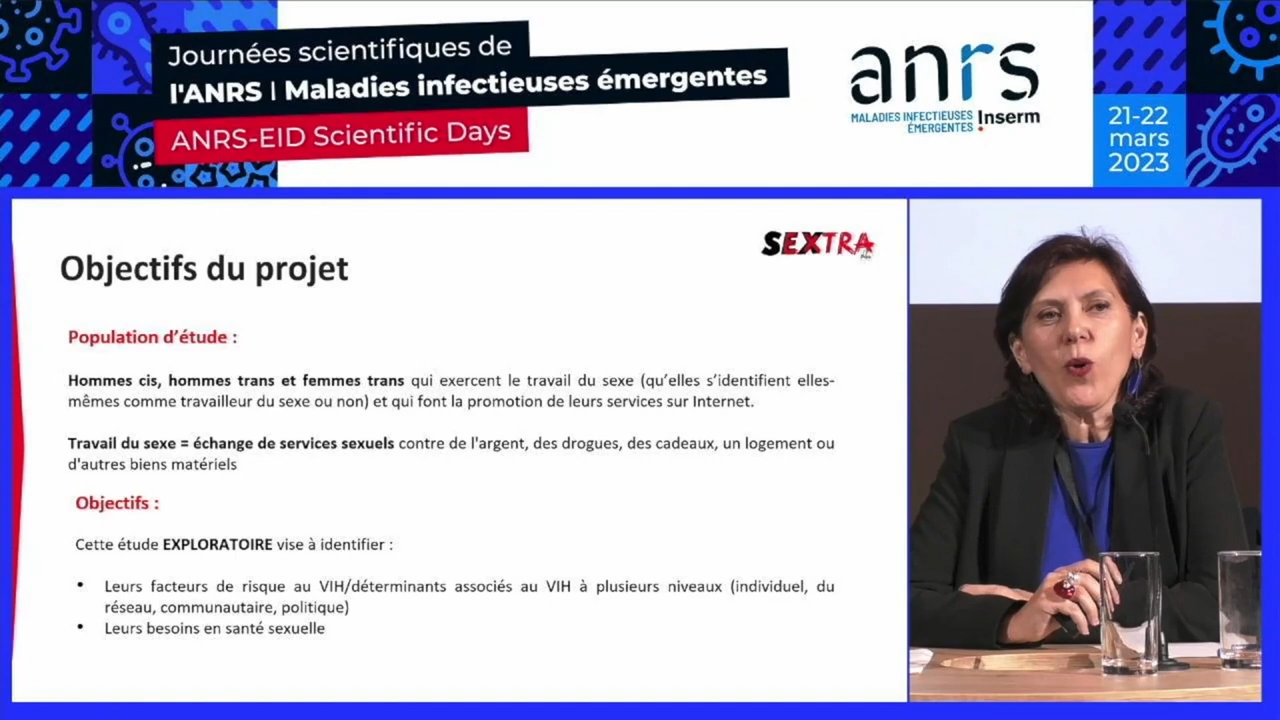 Journées scientifiques de
l'ANRS | Maladies infectieuses émergentes
ANRS-EID Scientific Days
anrs
MALADIES INFECTIEUSES
ÉMERGENTES
Inserm
21-22
mars
2023
SEXTRA
Objectifs du projet
Population d'étude :
Hommes cis, hommes trans et femmes trans qui exercent le travail du sexe (qu'elles s'identifient elles-
mêmes comme travailleur du sexe ou non) et qui font la promotion de leurs services sur Internet.
Travail du sexe = échange de services sexuels contre de l'argent, des drogues, des cadeaux, un logement ou
d'autres biens matériels
Objectifs :
Cette étude EXPLORATOIRE vise à identifier :
• Leurs facteurs de risque au VIH/déterminants associés au VIH à plusieurs niveaux (individuel, du
réseau, communautaire, politique)
• Leurs besoins en santé sexuelle